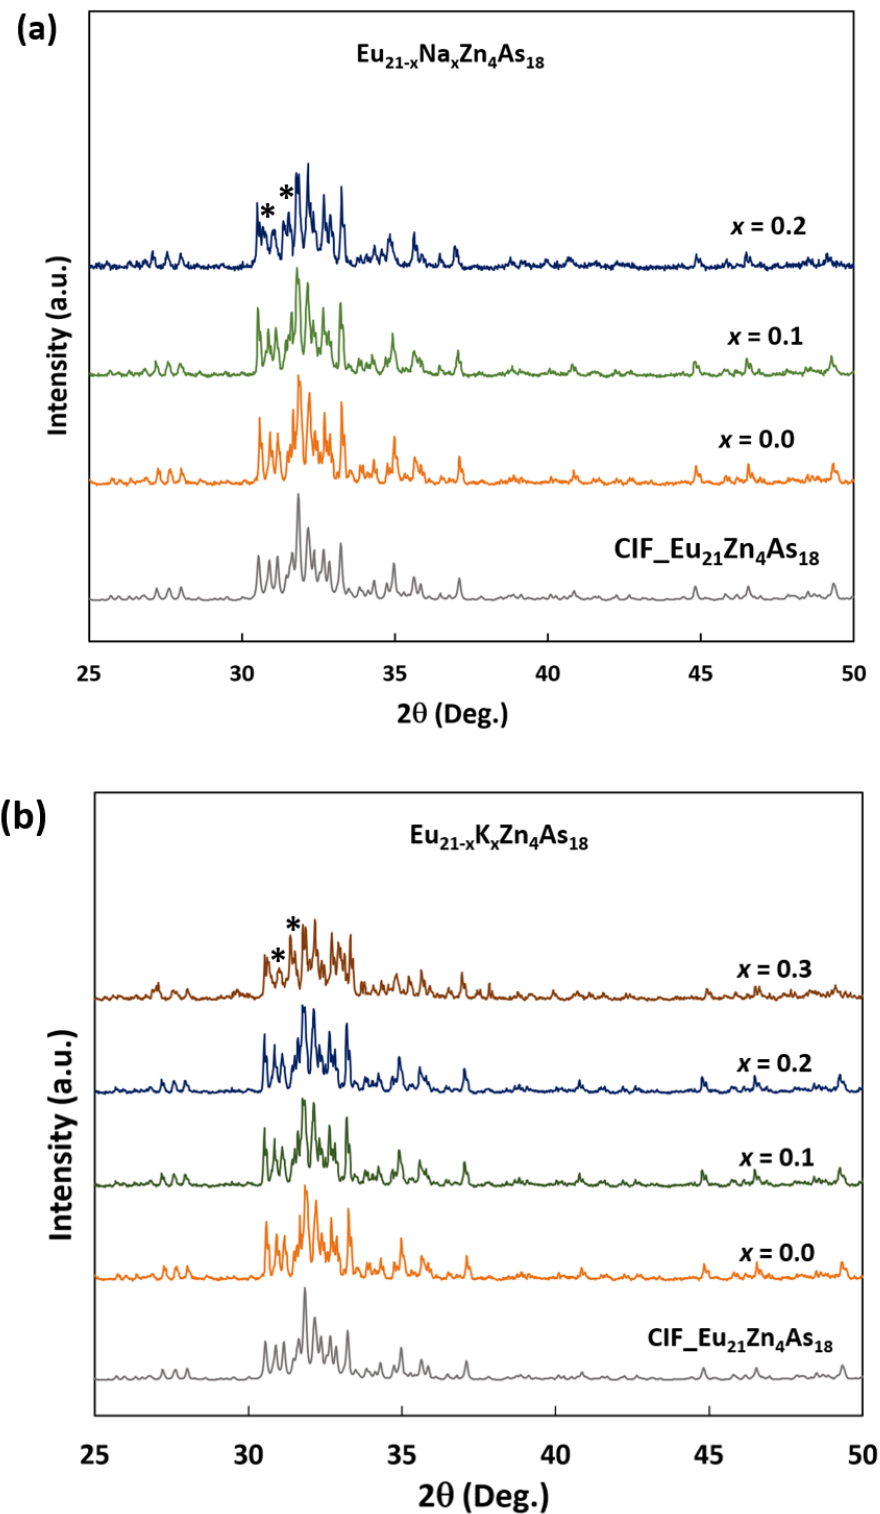 (a)
Eu₂₁₋ₓNaₓZn₄As₁₈
*
*
x = 0.2
x = 0.1
x = 0.0
CIF_Eu₂₁Zn₄As₁₈
Intensity (a.u.)
25 30 35 40 45 50
2θ (Deg.)
(b)
Eu₂₁₋ₓKₓZn₄As₁₈
*
*
x = 0.3
x = 0.2
x = 0.1
x = 0.0
CIF_Eu₂₁Zn₄As₁₈
Intensity (a.u.)
25 30 35 40 45 50
2θ (Deg.)